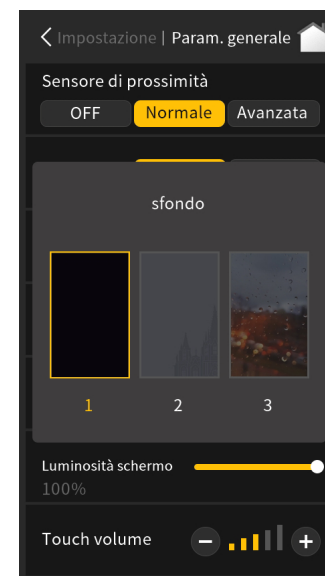 Impostazione | Param. generale
Sensore di prossimità
OFF Normale Avanzata
sfondo
1 2 3
Luminosità schermo
100%
Touch volume